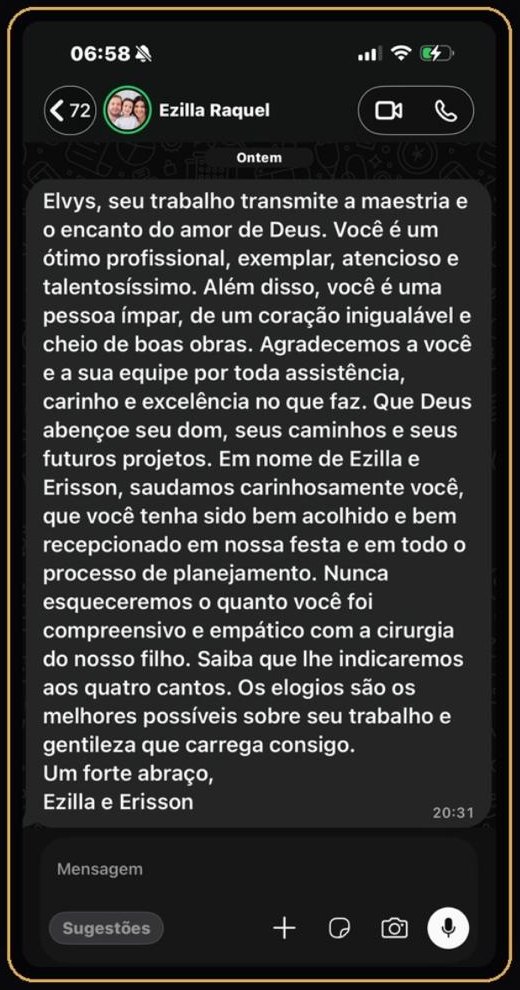 06:58
72
Ezilla Raquel
Ontem
Elvys, seu trabalho transmite a maestria e
o encanto do amor de Deus. Você é um
ótimo profissional, exemplar, atencioso e
talentosíssimo. Além disso, você é uma
pessoa ímpar, de um coração inigualável e
cheio de boas obras. Agradecemos a você
e a sua equipe por toda assistência,
carinho e excelência no que faz. Que Deus
abençoe seu dom, seus caminhos e seus
futuros projetos. Em nome de Ezilla e
Erisson, saudamos carinhosamente você,
que você tenha sido bem acolhido e bem
recepcionado em nossa festa e em todo o
processo de planejamento. Nunca
esqueceremos o quanto você foi
compreensivo e empático com a cirurgia
do nosso filho. Saiba que lhe indicaremos
aos quatro cantos. Os elogios são os
melhores possíveis sobre seu trabalho e
gentileza que carrega consigo.
Um forte abraço,
Ezilla e Erisson
20:31
Mensagem
Sugestões